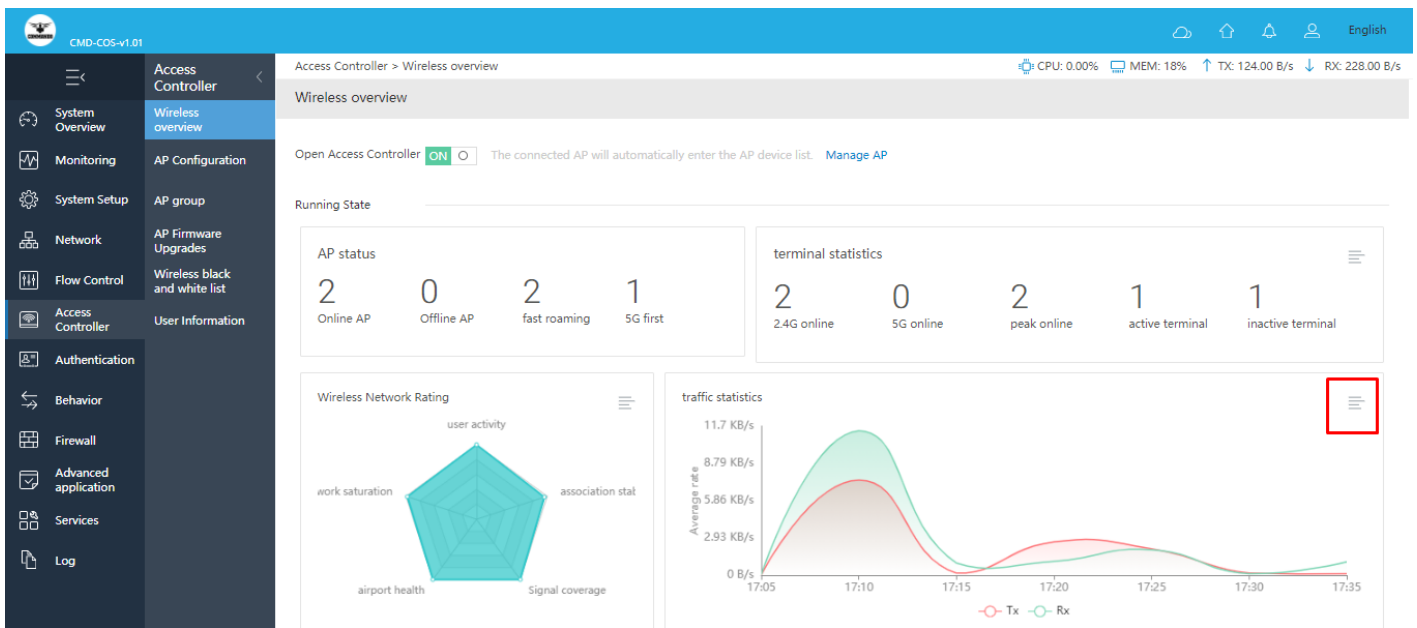 CMD-COS-v1.01
English
Access Controller
Access Controller > Wireless overview
CPU: 0.00%
MEM: 18%
TX: 124.00 B/s
RX: 228.00 B/s
Wireless overview
System Overview
Monitoring
System Setup
Network
Flow Control
Access Controller
Authentication
Behavior
Firewall
Advanced application
Services
Log
Wireless overview
AP Configuration
AP group
AP Firmware Upgrades
Wireless black and white list
User Information
Open Access Controller ON The connected AP will automatically enter the AP device list. Manage AP
Running State
AP status
2 0 2 1
Online AP Offline AP fast roaming 5G first
terminal statistics
2 0 2 1 1
2.4G online 5G online peak online active terminal inactive terminal
Wireless Network Rating
user activity
work saturation
association stal
airport health
Signal coverage
traffic statistics
Average rate
11.7 KB/s
8.79 KB/s
5.86 KB/s
2.93 KB/s
0 B/s
17:05 17:10 17:15 17:20 17:25 17:30 17:35
Tx Rx